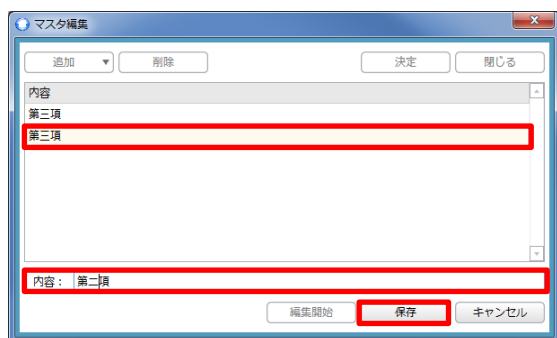 マスタ編集
追加 ▼ 削除 決定 閉じる
内容
第三項
第三項
内容： 第二項
編集開始 保存 キャンセル